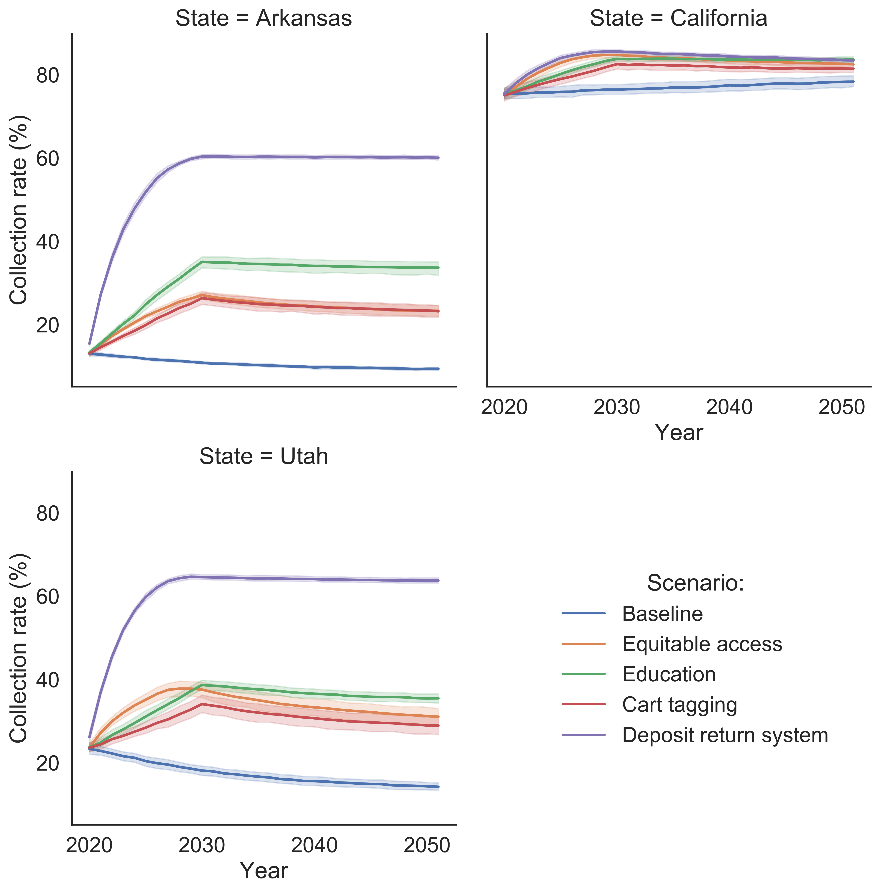 State = Arkansas
State = California
Collection rate (%)
80
60
40
20
2020
2030
2040
2050
Year
State = Utah
Collection rate (%)
80
60
40
20
2020
2030
2040
2050
Year
Scenario:
Baseline
Equitable access
Education
Cart tagging
Deposit return system